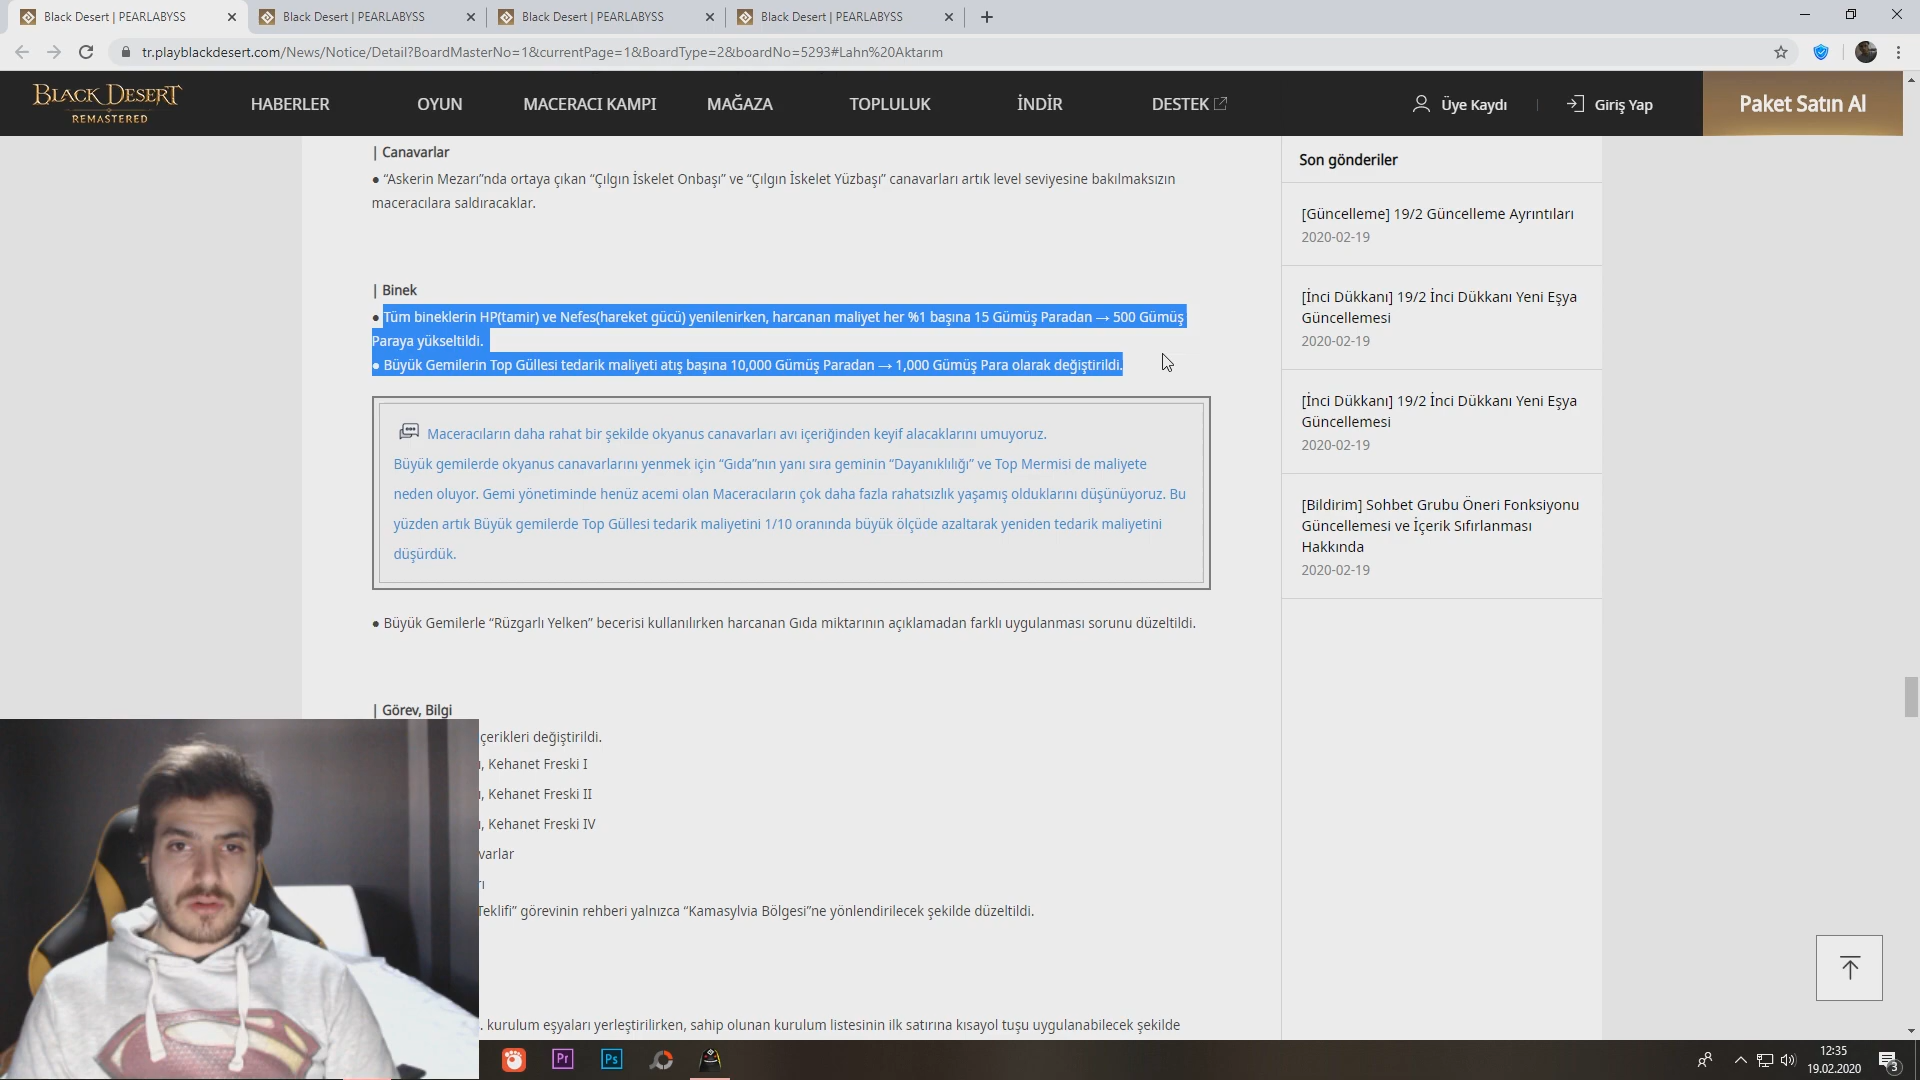 Black Desert | PEARLABYSS
Black Desert | PEARLABYSS
Black Desert | PEARLABYSS
Black Desert | PEARLABYSS
tr.playblackdesert.com/News/Notice/Detail?BoardMasterNo=1&currentPage=1&BoardType=2&boardNo=5293#Lahn%20Aktarım
BLACK DESERT
REMASTERED
HABERLER
OYUN
MACERACI KAMPI
MAĞAZA
TOPLULUK
İNDİR
DESTEK
Üye Kaydı
Giriş Yap
Paket Satın Al
| Canavarlar
● “Askerin Mezarı”nda ortaya çıkan “Çılgın İskelet Onbaşı” ve “Çılgın İskelet Yüzbaşı” canavarları artık level seviyesine bakılmaksızın
maceracılara saldıracaklar.
| Binek
● Tüm bineklerin HP(tamir) ve Nefes(hareket gücü) yenilenirken, harcanan maliyet her %1 başına 15 Gümüş Paradan → 500 Gümüş
Paraya yükseltildi.
● Büyük Gemilerin Top Güllesi tedarik maliyeti atış başına 10,000 Gümüş Paradan → 1,000 Gümüş Para olarak değiştirildi.
Maceracıların daha rahat bir şekilde okyanus canavarları avı içeriğinden keyif alacaklarını umuyoruz.
Büyük gemilerde okyanus canavarlarını yenmek için “Gıda”nın yanı sıra geminin “Dayanıklılığı” ve Top Mermisi de maliyete
neden oluyor. Gemi yönetiminde henüz acemi olan Maceracıların çok daha fazla rahatsızlık yaşamış olduklarını düşünüyoruz. Bu
yüzden artık Büyük gemilerde Top Güllesi tedarik maliyetini 1/10 oranında büyük ölçüde azaltarak yeniden tedarik maliyetini
düşürdük.
● Büyük Gemilerle “Rüzgarlı Yelken” becerisi kullanılırken harcanan Gıda miktarının açıklamadan farklı uygulanması sorunu düzeltildi.
| Görev, Bilgi
çerikleri değiştirildi.
, Kehanet Freski I
, Kehanet Freski II
, Kehanet Freski IV
varlar
rı
Teklifi” görevinin rehberi yalnızca “Kamasylvia Bölgesi”ne yönlendirilecek şekilde düzeltildi.
. kurulum eşyaları yerleştirilirken, sahip olunan kurulum listesinin ilk satırına kısayol tuşu uygulanabilecek şekilde
Son gönderiler
[Güncelleme] 19/2 Güncelleme Ayrıntıları
2020-02-19
[İnci Dükkanı] 19/2 İnci Dükkanı Yeni Eşya
Güncellemesi
2020-02-19
[İnci Dükkanı] 19/2 İnci Dükkanı Yeni Eşya
Güncellemesi
2020-02-19
[Bildirim] Sohbet Grubu Öneri Fonksiyonu
Güncellemesi ve İçerik Sıfırlanması
Hakkında
2020-02-19
Pr
Ps
12:35
19.02.2020
3